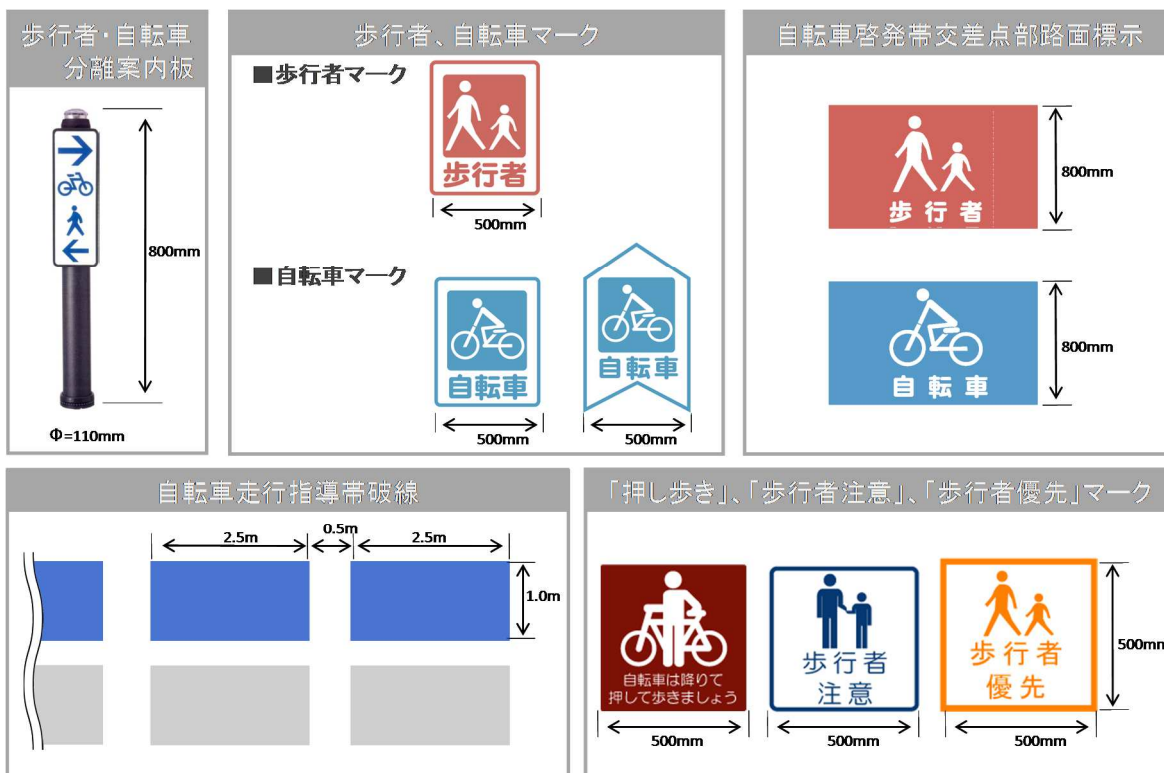 歩行者・自転車
分離案内板
800mm
Φ=110mm
歩行者、自転車マーク
■歩行者マーク
歩行者
500mm
■自転車マーク
自転車
自転車
500mm
500mm
自転車啓発帯交差点部路面標示
歩行者
800mm
自転車
800mm
自転車走行指導帯破線
2.5m
0.5m
2.5m
1.0m
「押し歩き」、「歩行者注意」、「歩行者優先」マーク
自転車は降りて
押して歩きましょう
歩行者
注意
歩行者
優先
500mm
500mm
500mm
500mm